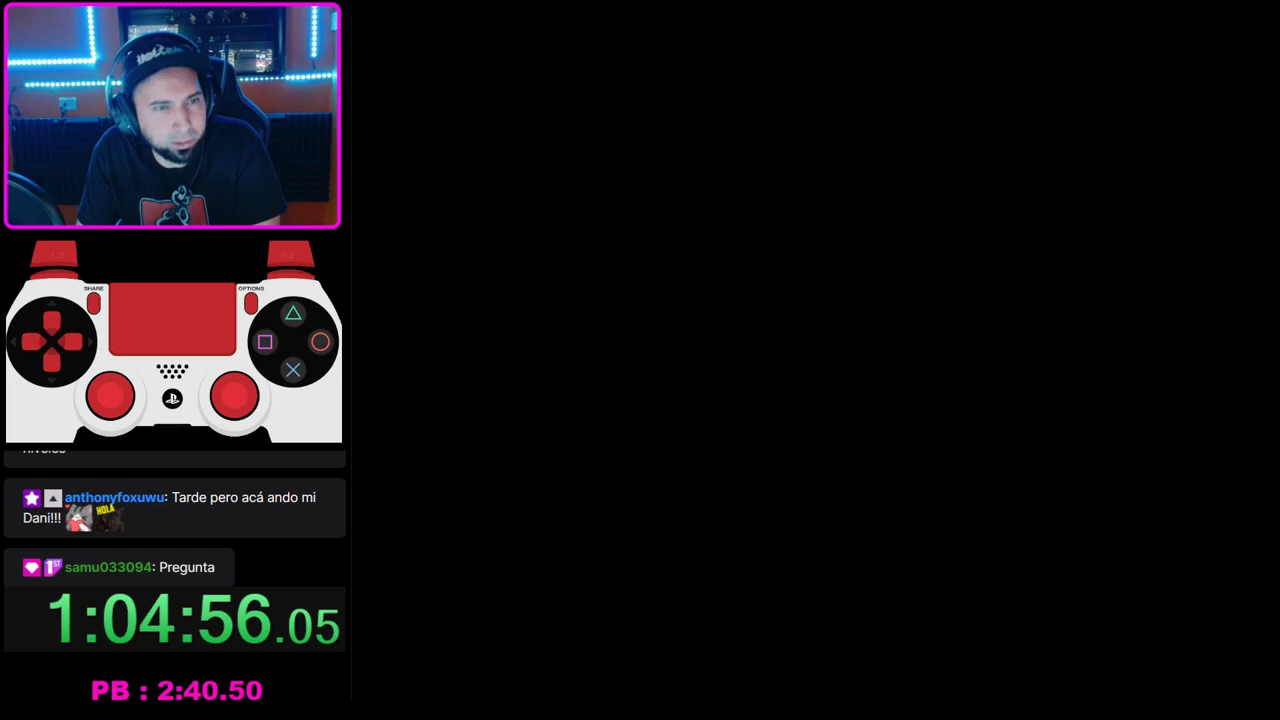 SHARE
OPTIONS
anthonyfoxuwu: Tarde pero acá ando mi
Dani!!!
HOLA
1ST
samu033094: Pregunta
1:04:56.05
PB : 2:40.50